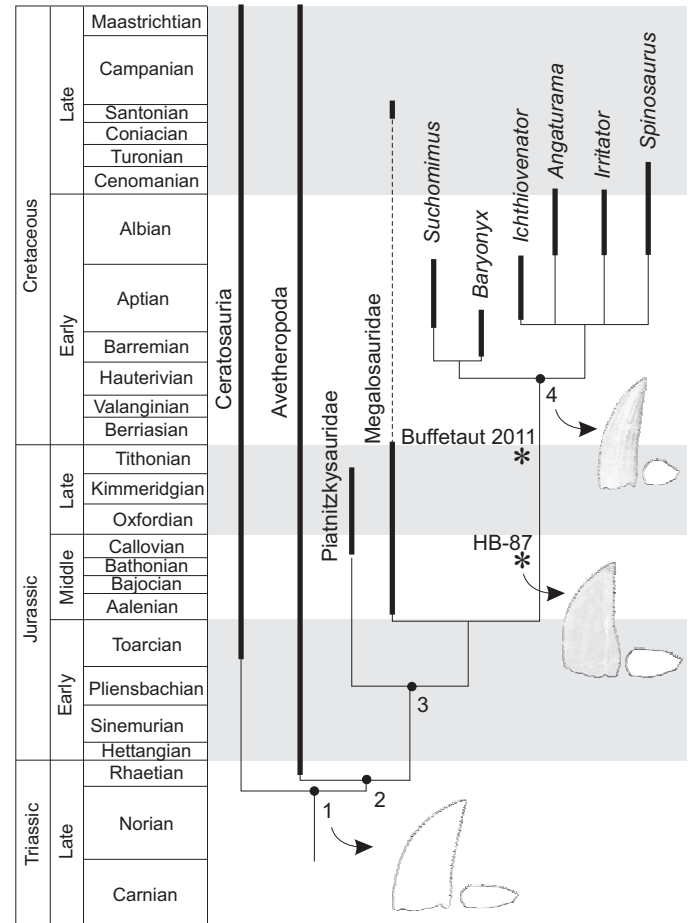 Cretaceous
Late
Maastrichtian
Campanian
Santonian
Coniacian
Turonian
Cenomanian
Early
Albian
Aptian
Barremian
Hauterivian
Valanginian
Berriasian
Jurassic
Late
Tithonian
Kimmeridgian
Oxfordian
Middle
Callovian
Bathonian
Bajocian
Aalenian
Early
Toarcian
Pliensbachian
Sinemurian
Hettangian
Triassic
Late
Rhaetian
Norian
Carnian
Ceratosauria
Avetheropoda
Piatnitzkysauridae
Megalosauridae
Suchomimus
Baryonyx
Ichthiovenator
Angaturama
Irritator
Spinosaurus
4
Buffetaut 2011
*
HB-87
*
3
2
1